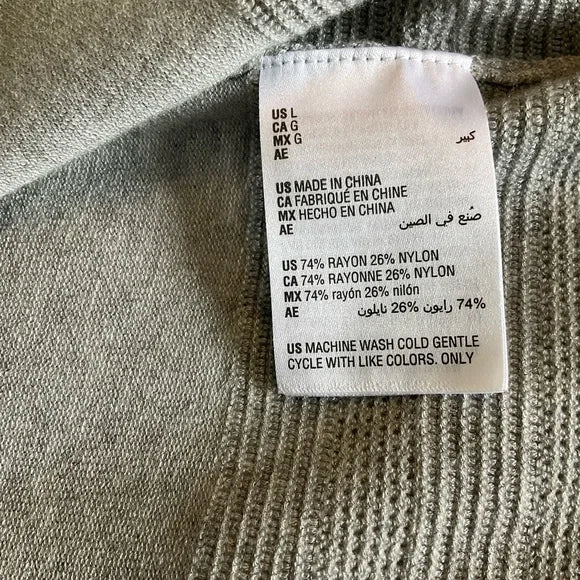 US L
CA G
MX G
AE كبير
US MADE IN CHINA
CA FABRIQUÉ EN CHINE
MX HECHO EN CHINA
AE صُنع في الصين
US 74% RAYON 26% NYLON
CA 74% RAYONNE 26% NYLON
MX 74% rayón 26% nilón
AE 74% رايون 26% نايلون
US MACHINE WASH COLD GENTLE
CYCLE WITH LIKE COLORS. ONLY